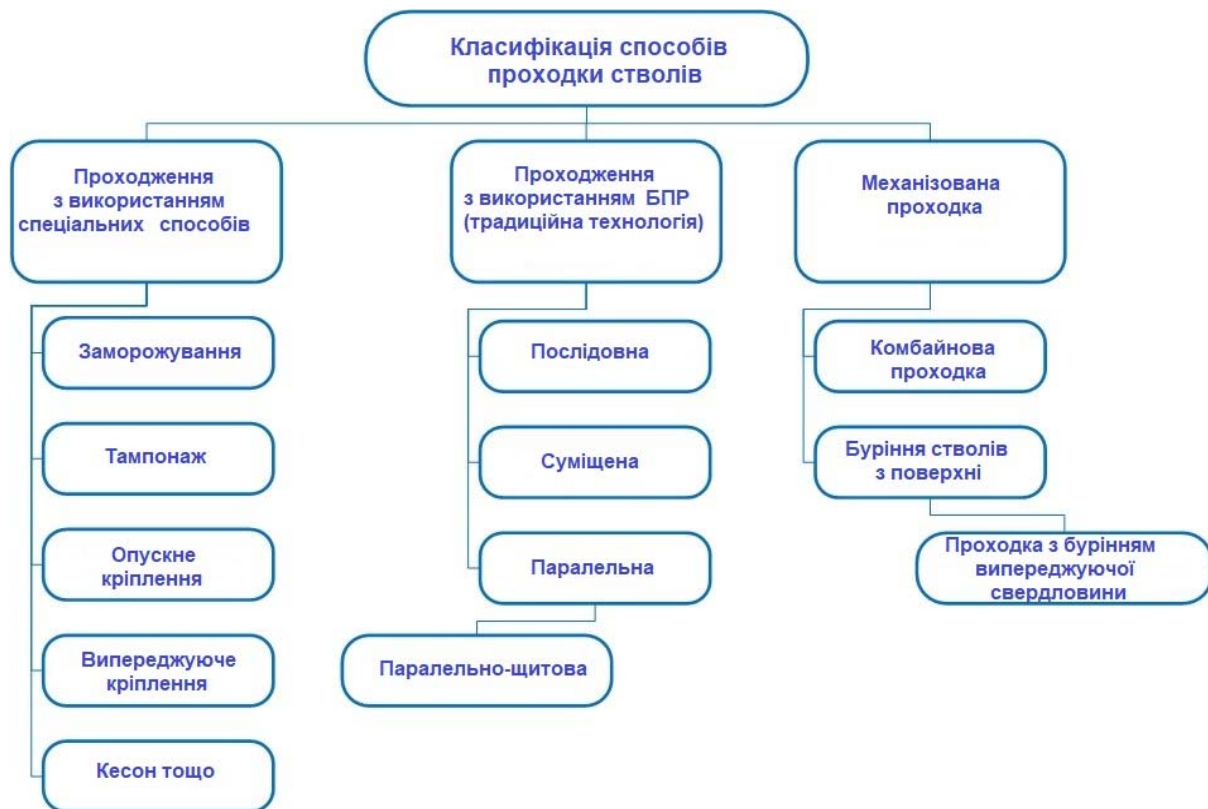 Класифікація способів
проходки стволів
Проходження
з використанням
спеціальних способів
Проходження
з використанням БПР
(традиційна технологія)
Механізована
проходка
Заморожування
Тампонаж
Опускне
кріплення
Випереджуюче
кріплення
Кесон тощо
Послідовна
Суміщена
Паралельна
Паралельно-щитова
Комбайнова
проходка
Буріння стволів
з поверхні
Проходка з бурінням
випереджуючої
свердловини